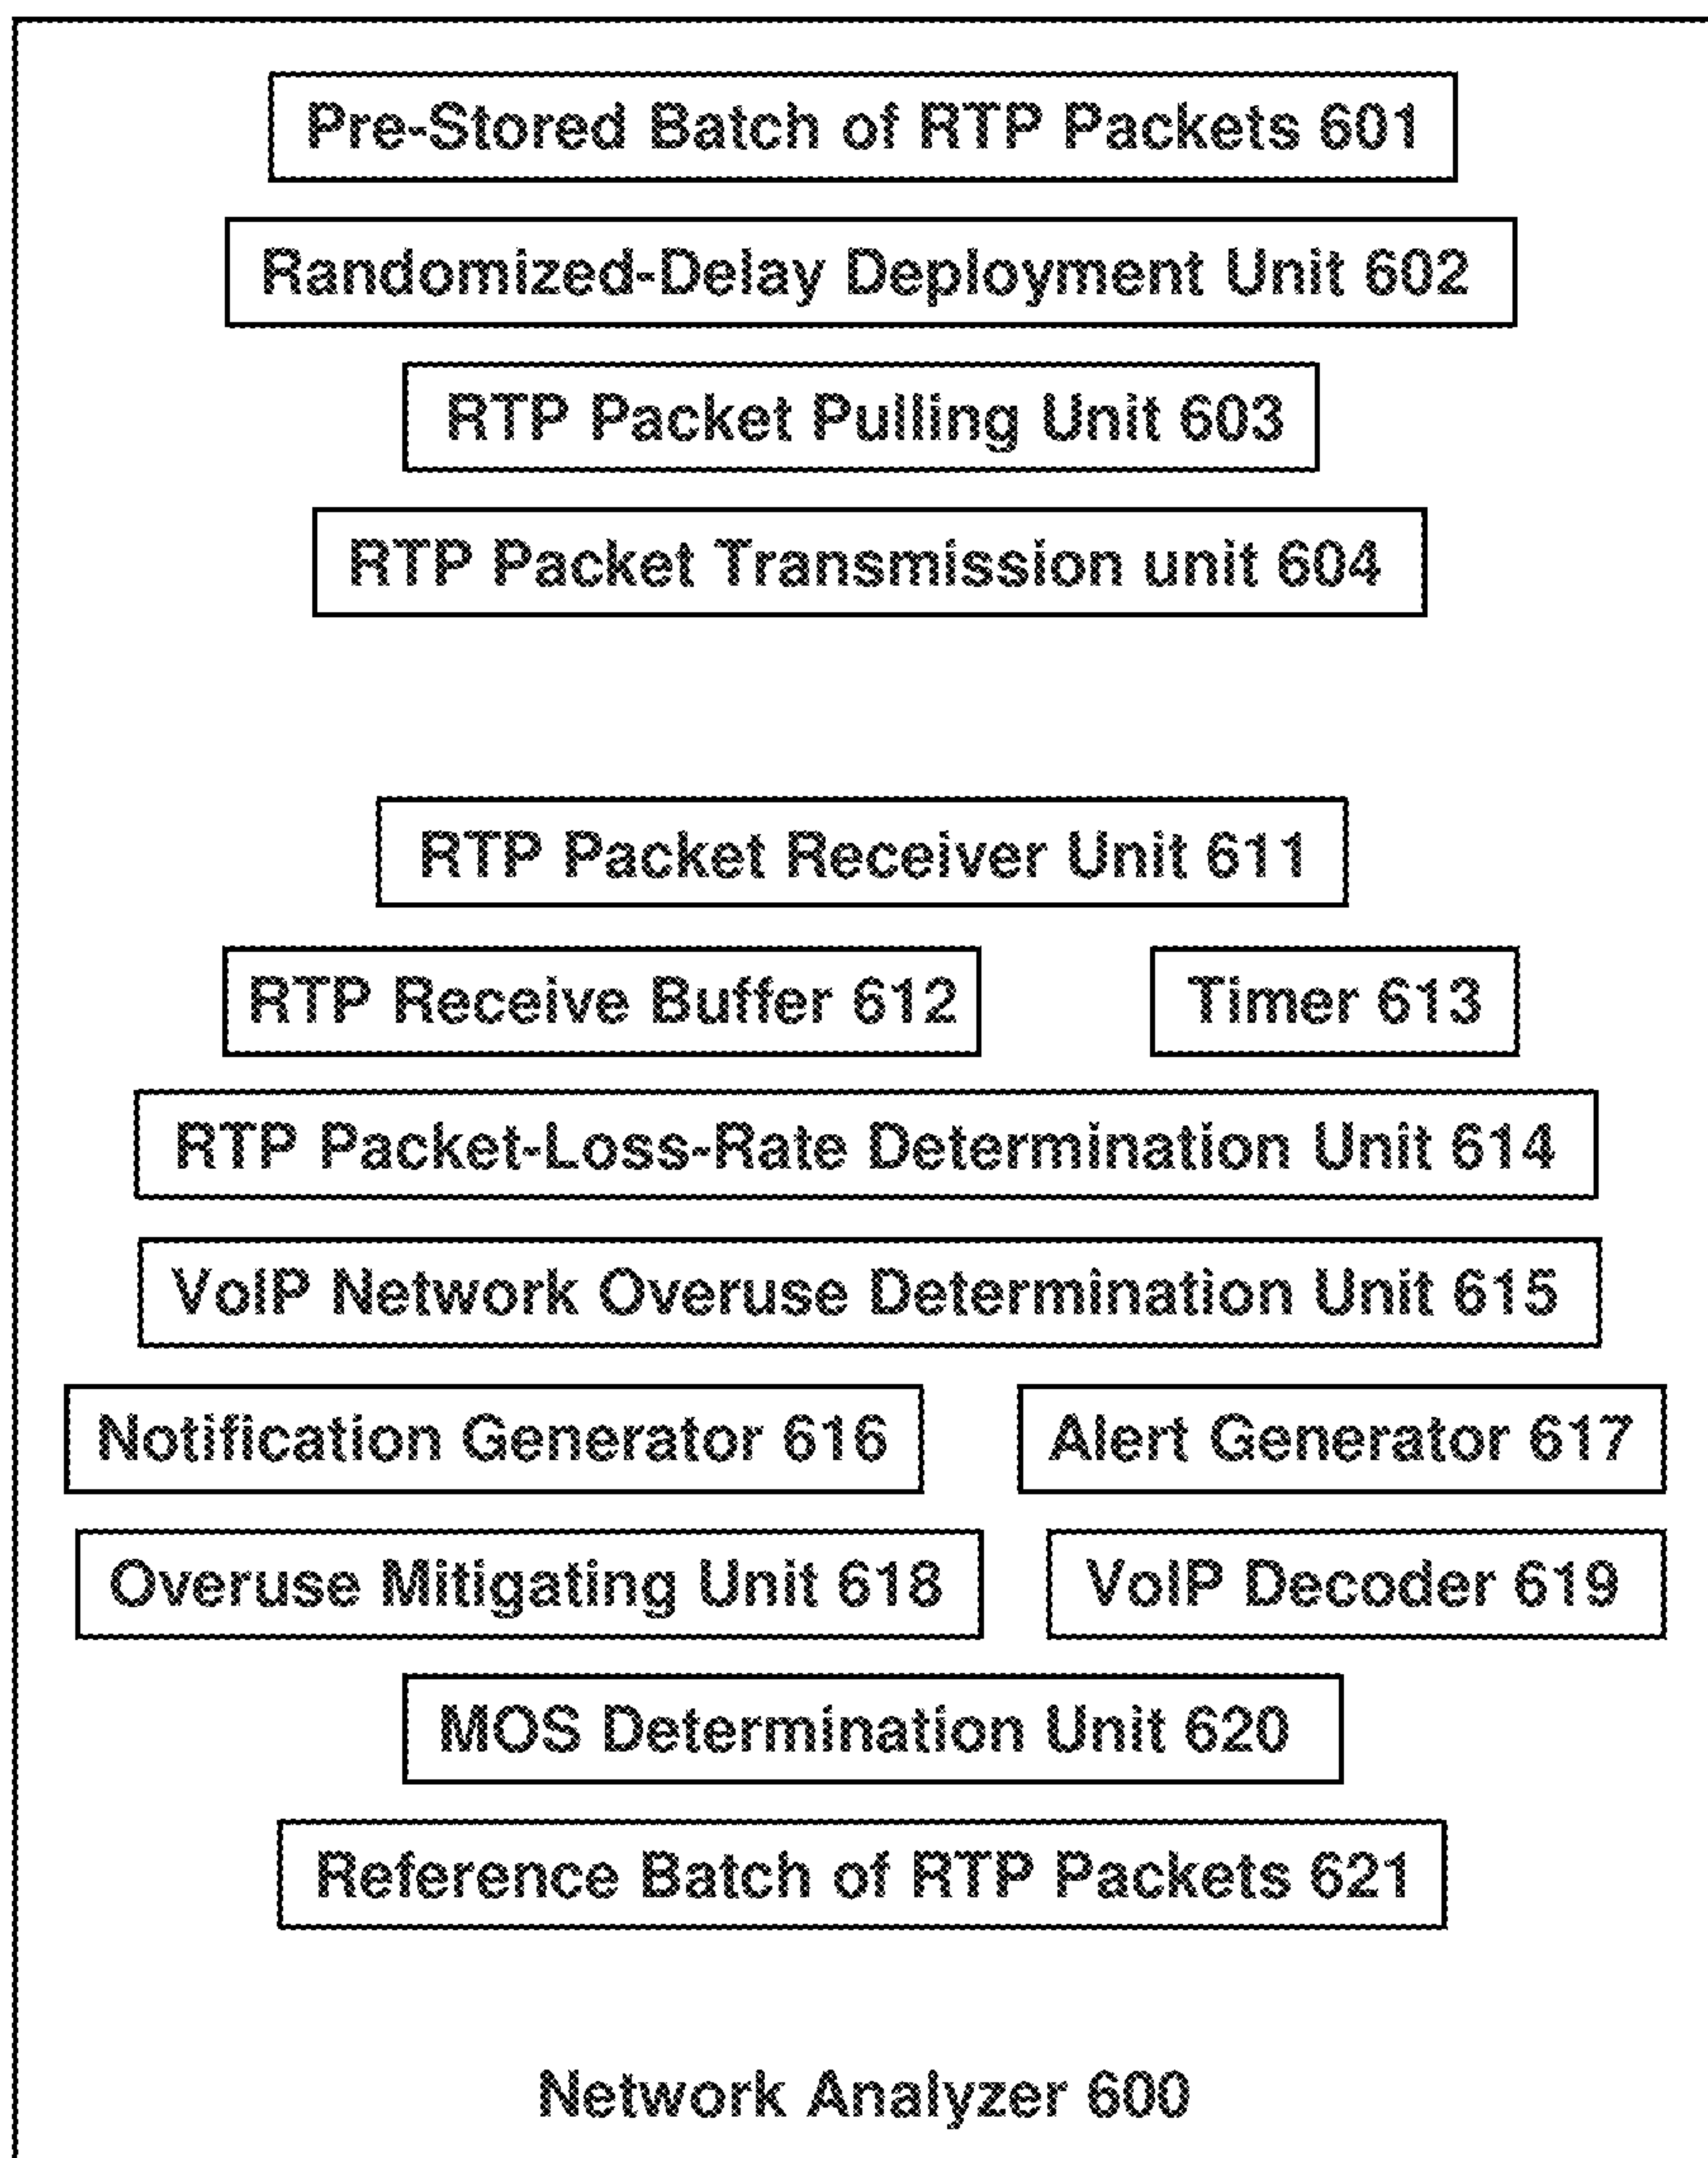 Pre-Stored Batch of RTP Packets 601
Randomized-Delay Deployment Unit 602
RTP Packet Pulling Unit 603
RTP Packet Transmission unit 604
RTP Packet Receiver Unit 611
RTP Receive Buffer 612
Timer 613
RTP Packet-Loss-Rate Determination Unit 614
VoIP Network Overuse Determination Unit 615
Notification Generator 616
Alert Generator 617
Overuse Mitigating Unit 618
VoIP Decoder 619
MOS Determination Unit 620
Reference Batch of RTP Packets 621
Network Analyzer 600